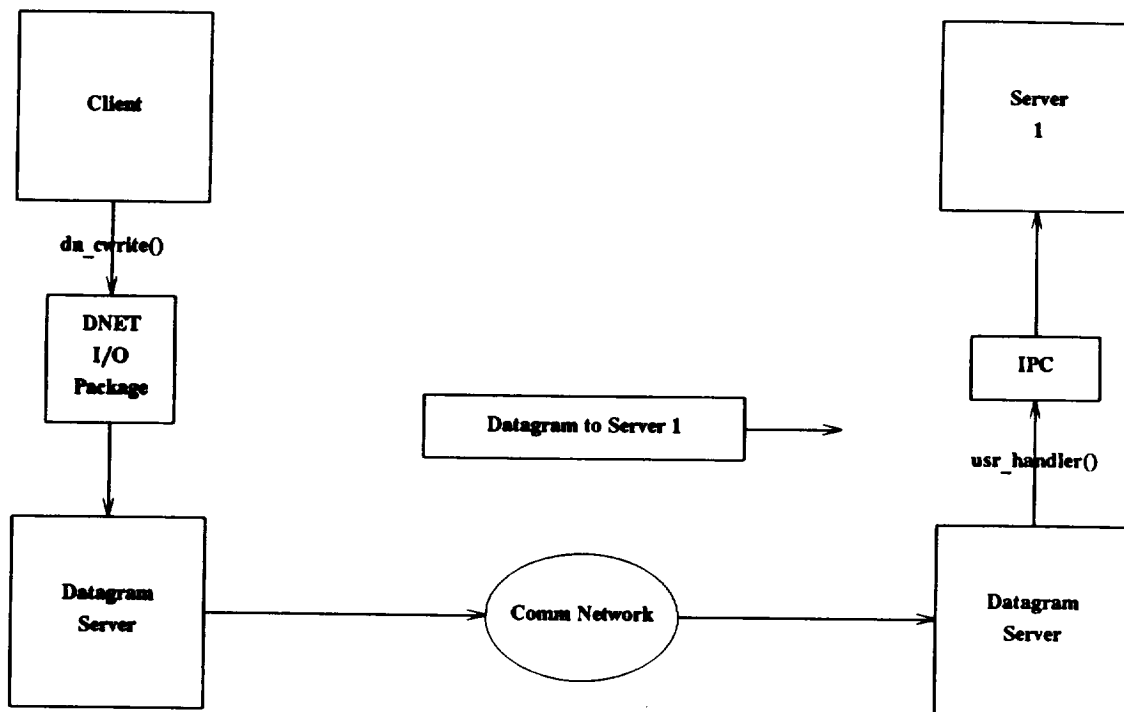 Client
Server
1
dn_cwrite()
DNET
I/O
Package
IPC
Datagram to Server 1
usr_handler()
Datagram
Server
Comm Network
Datagram
Server